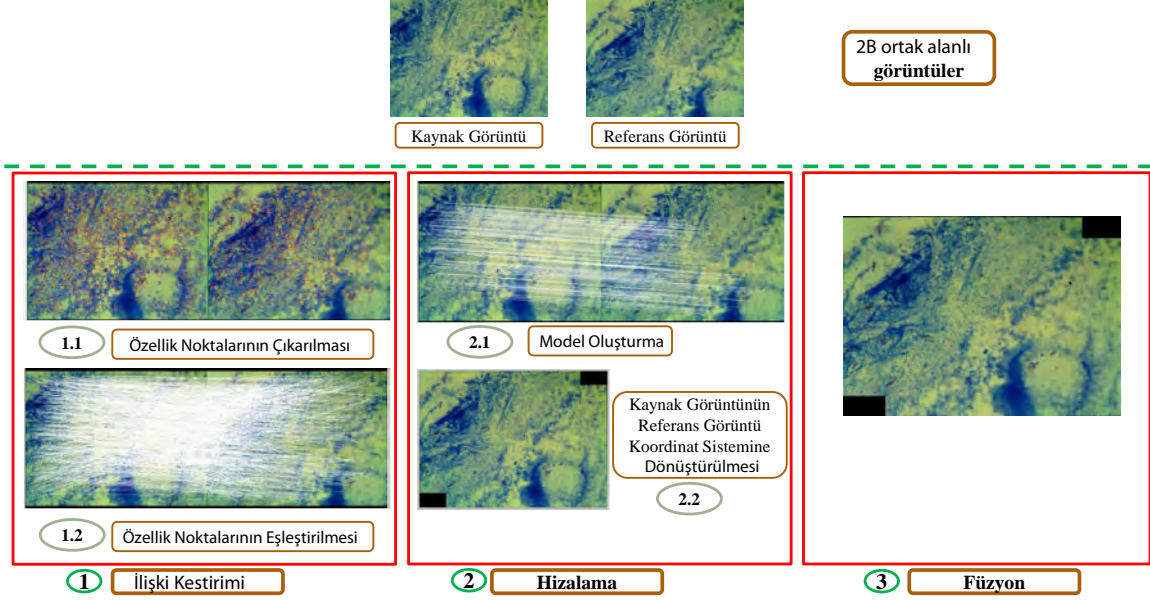 2B ortak alanlı
görüntüler
Kaynak Görüntü
Referans Görüntü
1.1
Özellik Noktalarının Çıkarılması
1.2
Özellik Noktalarının Eşleştirilmesi
1
İlişki Kestirimi
2.1
Model Oluşturma
Kaynak Görüntünün
Referans Görüntü
Koordinat Sistemine
Dönüştürülmesi
2.2
2
Hizalama
3
Füzyon